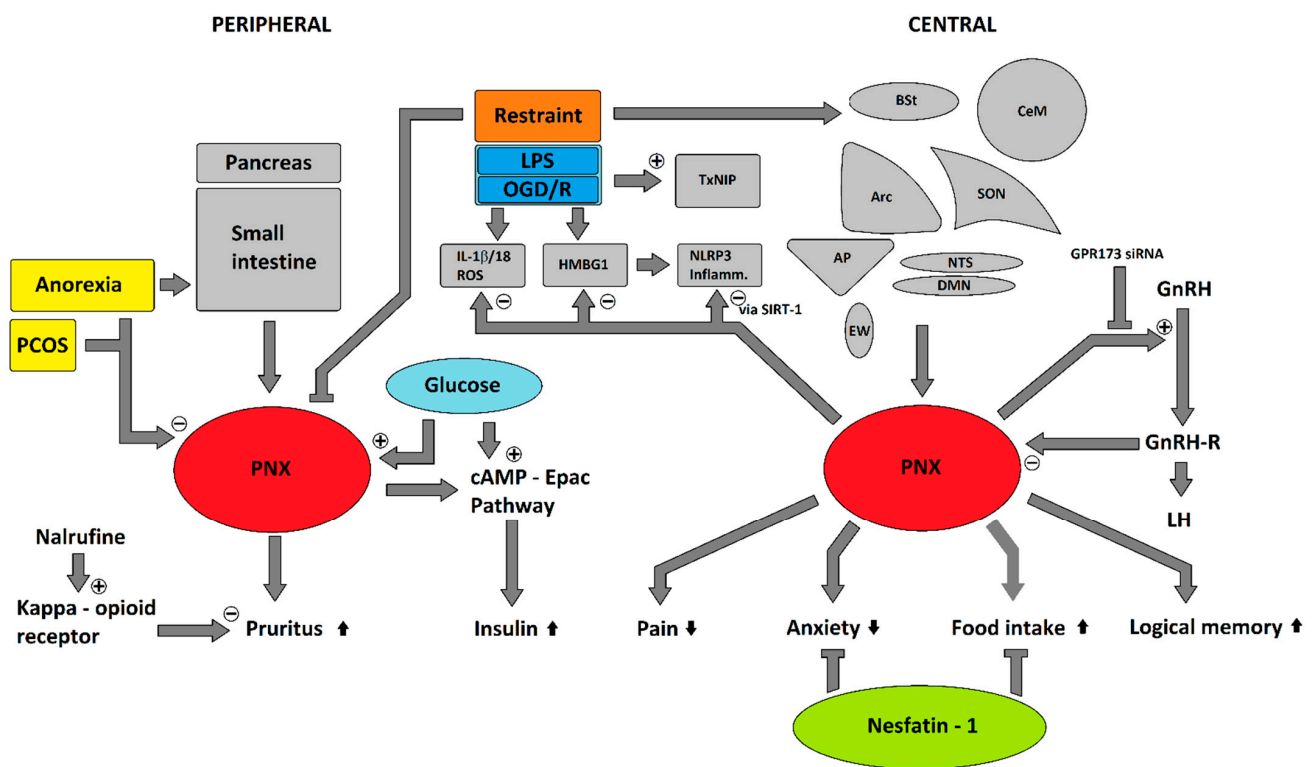 PERIPHERAL
CENTRAL
Restraint
LPS
OGD/R
TxNIP
IL-1β/18
ROS
HMBG1
NLRP3
Inflamm.
via SIRT-1
Pancreas
Small
intestine
Anorexia
PCOS
Glucose
PNX
cAMP - Epac
Pathway
Nalrufine
Kappa - opioid
receptor
Pruritus
Insulin
BSt
CeM
Arc
SON
AP
NTS
DMN
EW
GPR173 siRNA
GnRH
GnRH-R
LH
PNX
Pain
Anxiety
Food intake
Logical memory
Nesfatin - 1